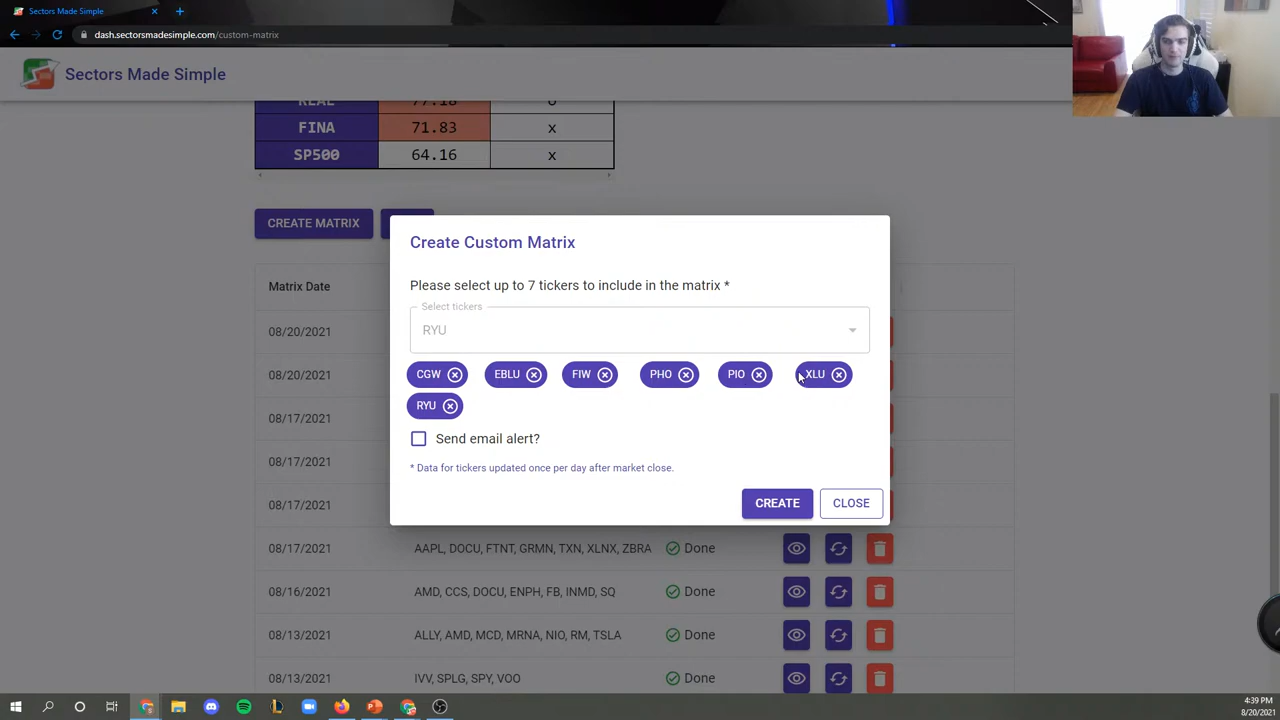 Sectors Made Simple
dash.sectorsmadesimple.com/custom-matrix
Sectors Made Simple
REAL 77.18
FINA 71.83 x
SP500 64.16 x
CREATE MATRIX
Matrix Date
08/20/2021
08/20/2021
08/17/2021
08/17/2021
08/17/2021
Create Custom Matrix
Please select up to 7 tickers to include in the matrix *
Select tickers
RYU
CGW EBLU FIW PHO PIO XLU
RYU
Send email alert?
* Data for tickers updated once per day after market close.
CREATE CLOSE
08/17/2021 AAPL, DOCU, FTNT, GRMN, TXN, XLNX, ZBRA Done
08/16/2021 AMD, CCS, DOCU, ENPH, FB, INMD, SQ Done
08/13/2021 ALLY, AMD, MCD, MRNA, NIO, RM, TSLA Done
08/13/2021 IVV, SPLG, SPY, VOO Done
4:39 PM
8/20/2021